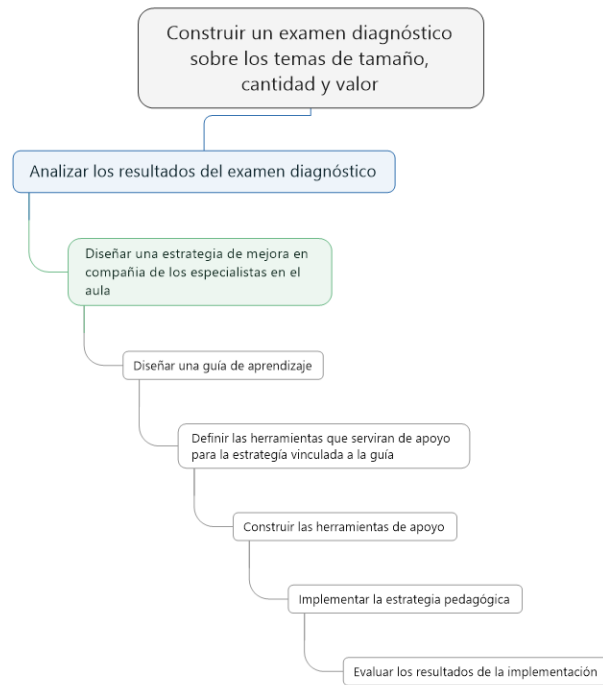 Construir un examen diagnóstico
sobre los temas de tamaño,
cantidad y valor
Analizar los resultados del examen diagnóstico
Diseñar una estrategia de mejora en
compañia de los especialistas en el
aula
Diseñar una guía de aprendizaje
Definir las herramientas que serviran de apoyo
para la estrategía vinculada a la guía
Construir las herramientas de apoyo
Implementar la estrategia pedagógica
Evaluar los resultados de la implementación